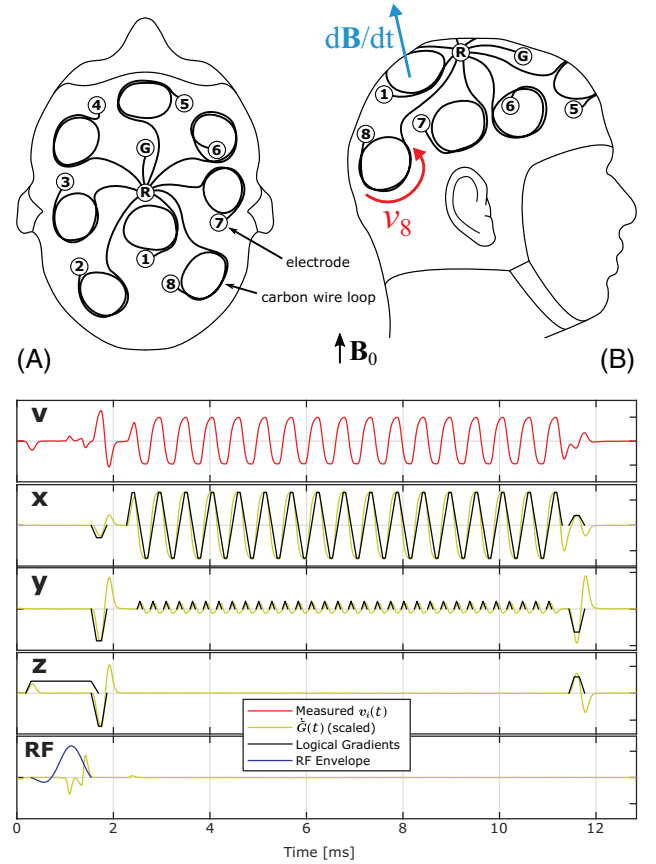 dB/dt
R
G
4
5
1
6
5
G
6
7
8
3
R
v8
7
electrode
2
1
8
carbon wire loop
(A)
B0
(B)
v
x
y
z
Measured vi(t)
Ġ(t) (scaled)
Logical Gradients
RF Envelope
RF
0
2
4
6
8
10
12
Time [ms]